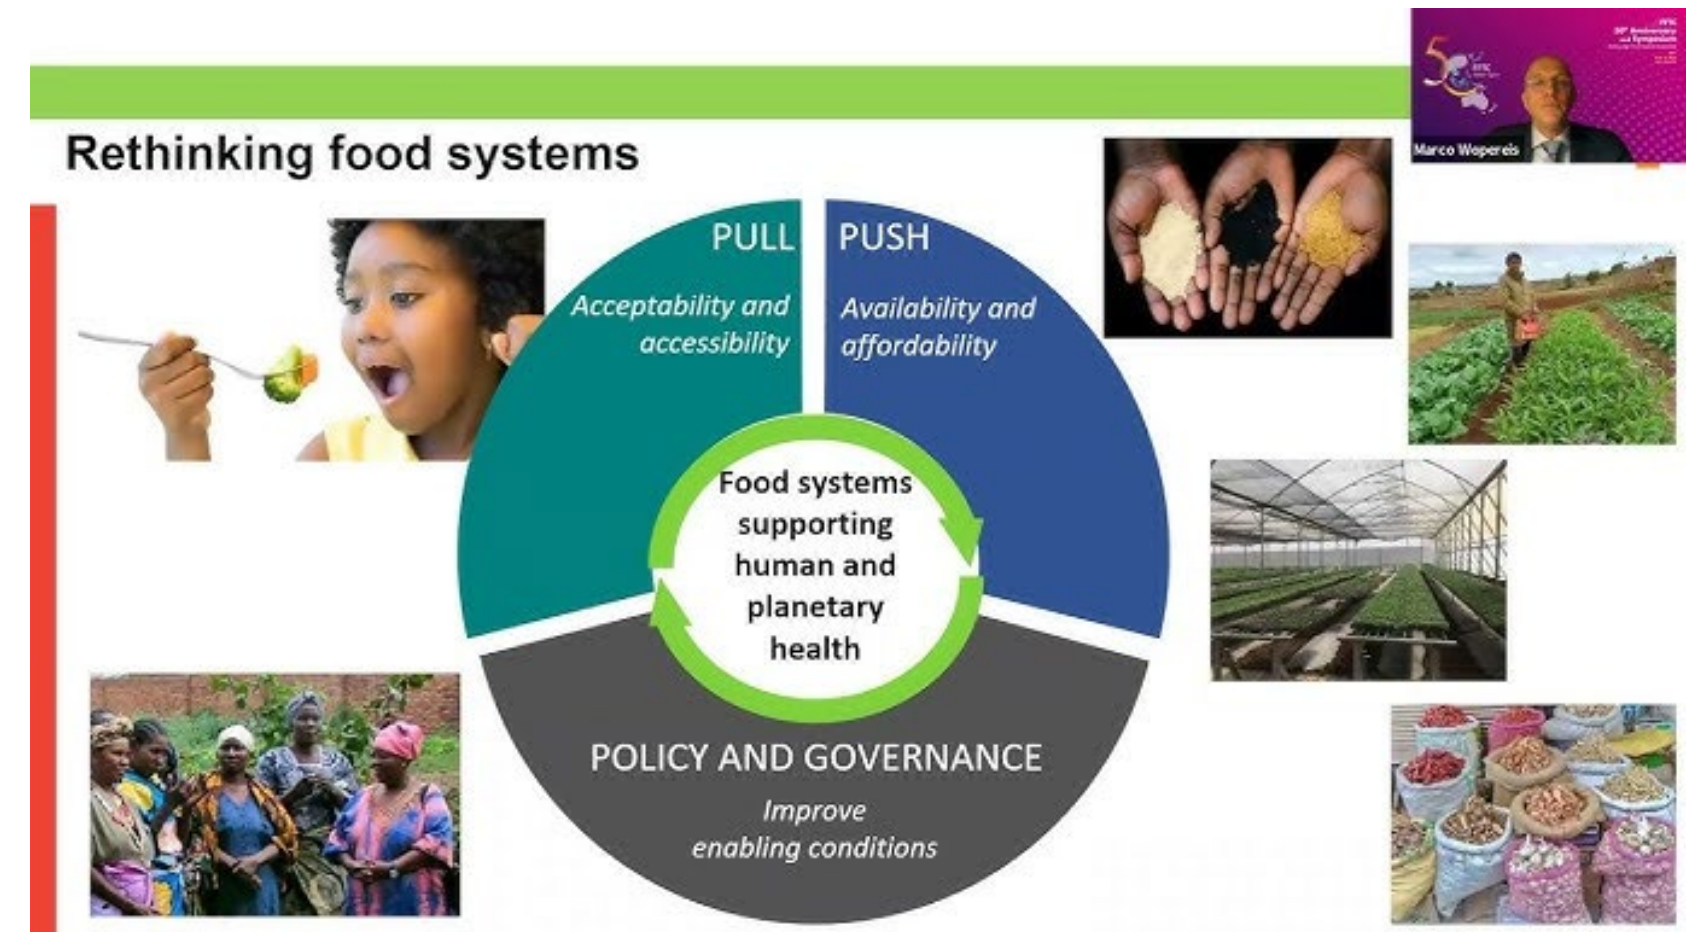 Rethinking food systems
Marco Wopereis
PULL
Acceptability and
accessibility
PUSH
Availability and
affordability
Food systems
supporting
human and
planetary
health
POLICY AND GOVERNANCE
Improve
enabling conditions